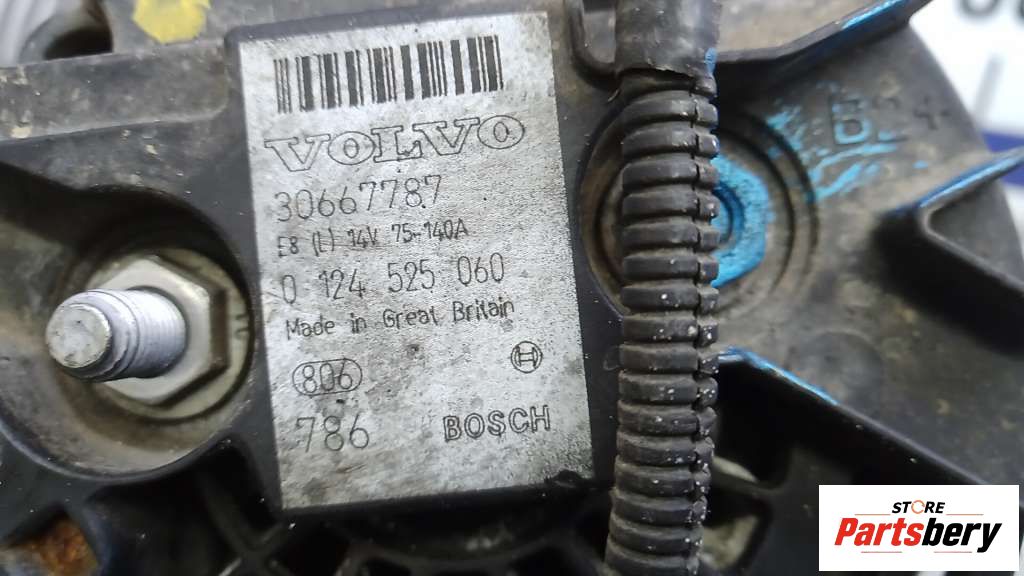 VOLVO
30667787
E8 (L) 14V 75-140A
0 124 525 060
Made in Great Britain
806
786
BOSCH
B+
STORE
Partsbery